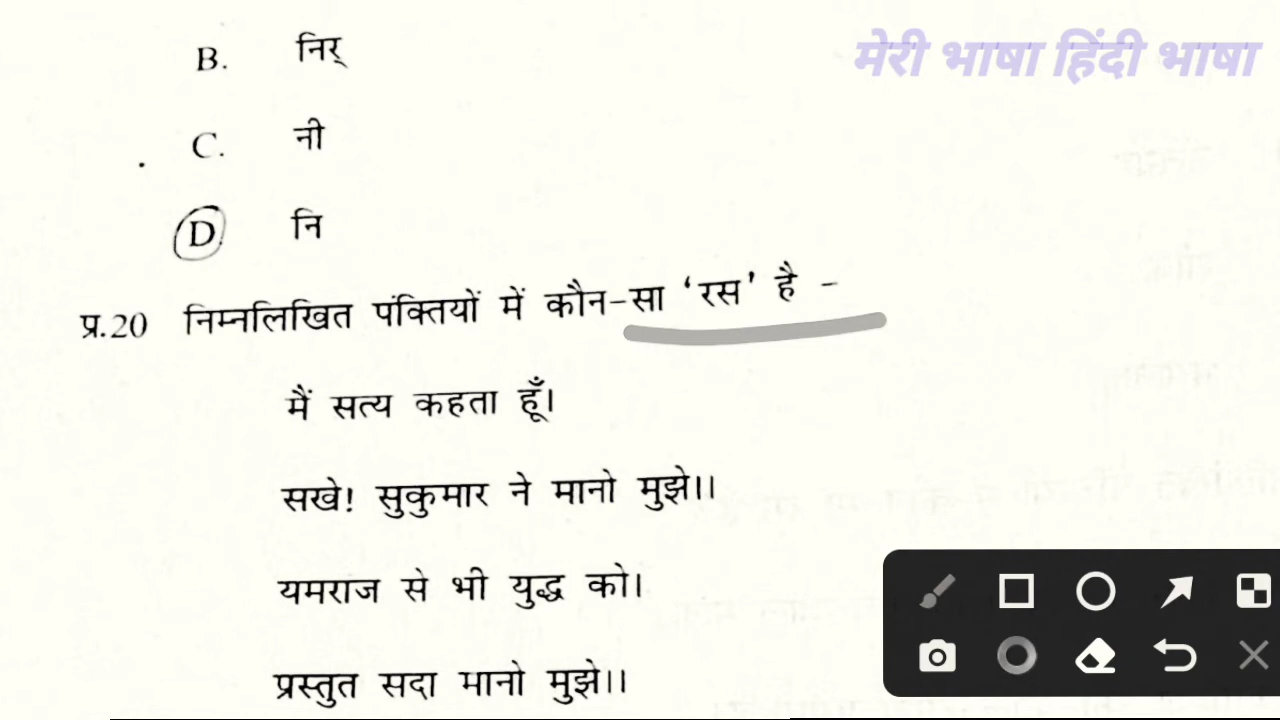 मेरी भाषा हिंदी भाषा
B. निर्
C. नी
D. नि
प्र.20 निम्नलिखित पंक्तियों में कौन-सा ‘रस’ है -
मैं सत्य कहता हूँ।
सखे! सुकुमार ने मानो मुझे।।
यमराज से भी युद्ध को।
प्रस्तुत सदा मानो मुझे।।